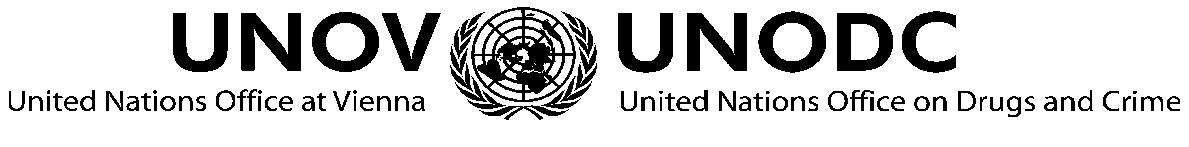 UNOV UNODC
United Nations Office at Vienna United Nations Office on Drugs and Crime